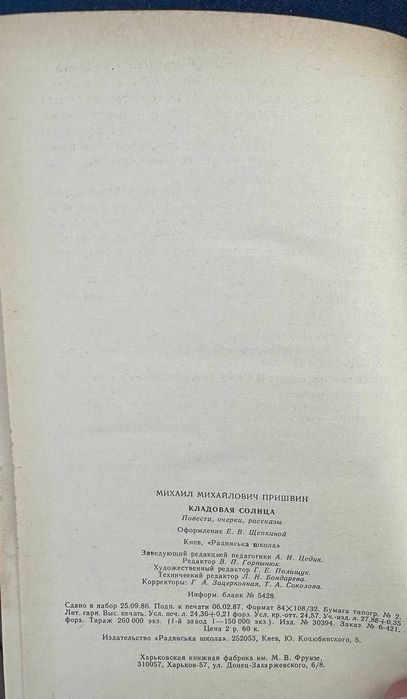 МИХАИЛ МИХАЙЛОВИЧ ПРИШВИН
КЛАДОВАЯ СОЛНЦА
Повести, очерки, рассказы
Оформление Е. В. Щепкиной
Киев, «Радянська школа»
Заведующий редакцией педагогики А. И. Цедик.
Редактор В. П. Горпынюк.
Художественный редактор Г. Е. Полищук.
Технический редактор Л. Н. Бондарева.
Корректоры: Г. А. Зацерковная, Т. А. Соколова.
Информ. бланк № 5428.
Сдано в набор 25.09.86. Подп. к печати 06.02.87. Формат 84×108/32. Бумага типогр. № 2.
Лит. гарн. Выс. печать. Усл. печ. л. 24,36+0,21 форз. Усл. кр.-отт. 24,57. Уч.-изд. л. 27,88+0,35
форз. Тираж 260 000 экз. (1-й завод 1—150 000 экз.). Изд. № 30394. Заказ № 6-421.
Цена 2 р. 60 к.
Издательство «Радянська школа». 252053, Киев, Ю. Коцюбинского, 5.
Харьковская книжная фабрика им. М. В. Фрунзе,
310057, Харьков-57, ул. Донец-Захаржевского, 6/8.